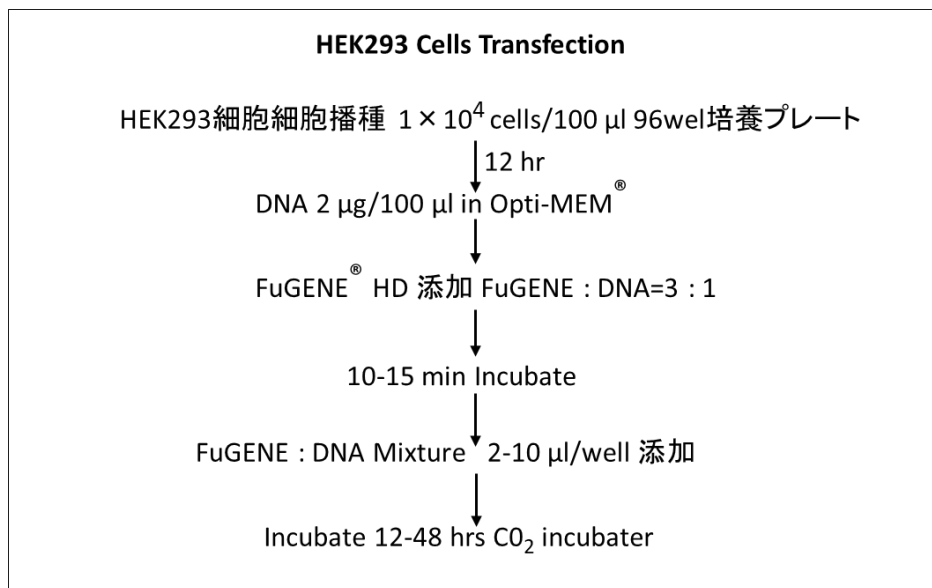 HEK293 Cells Transfection
HEK293細胞細胞播種 1 × 10⁴ cells/100 µl 96wel培養プレート
12 hr
DNA 2 µg/100 µl in Opti-MEM®
FuGENE® HD 添加 FuGENE : DNA=3 : 1
10-15 min Incubate
FuGENE : DNA Mixture 2-10 µl/well 添加
Incubate 12-48 hrs C0₂ incubater